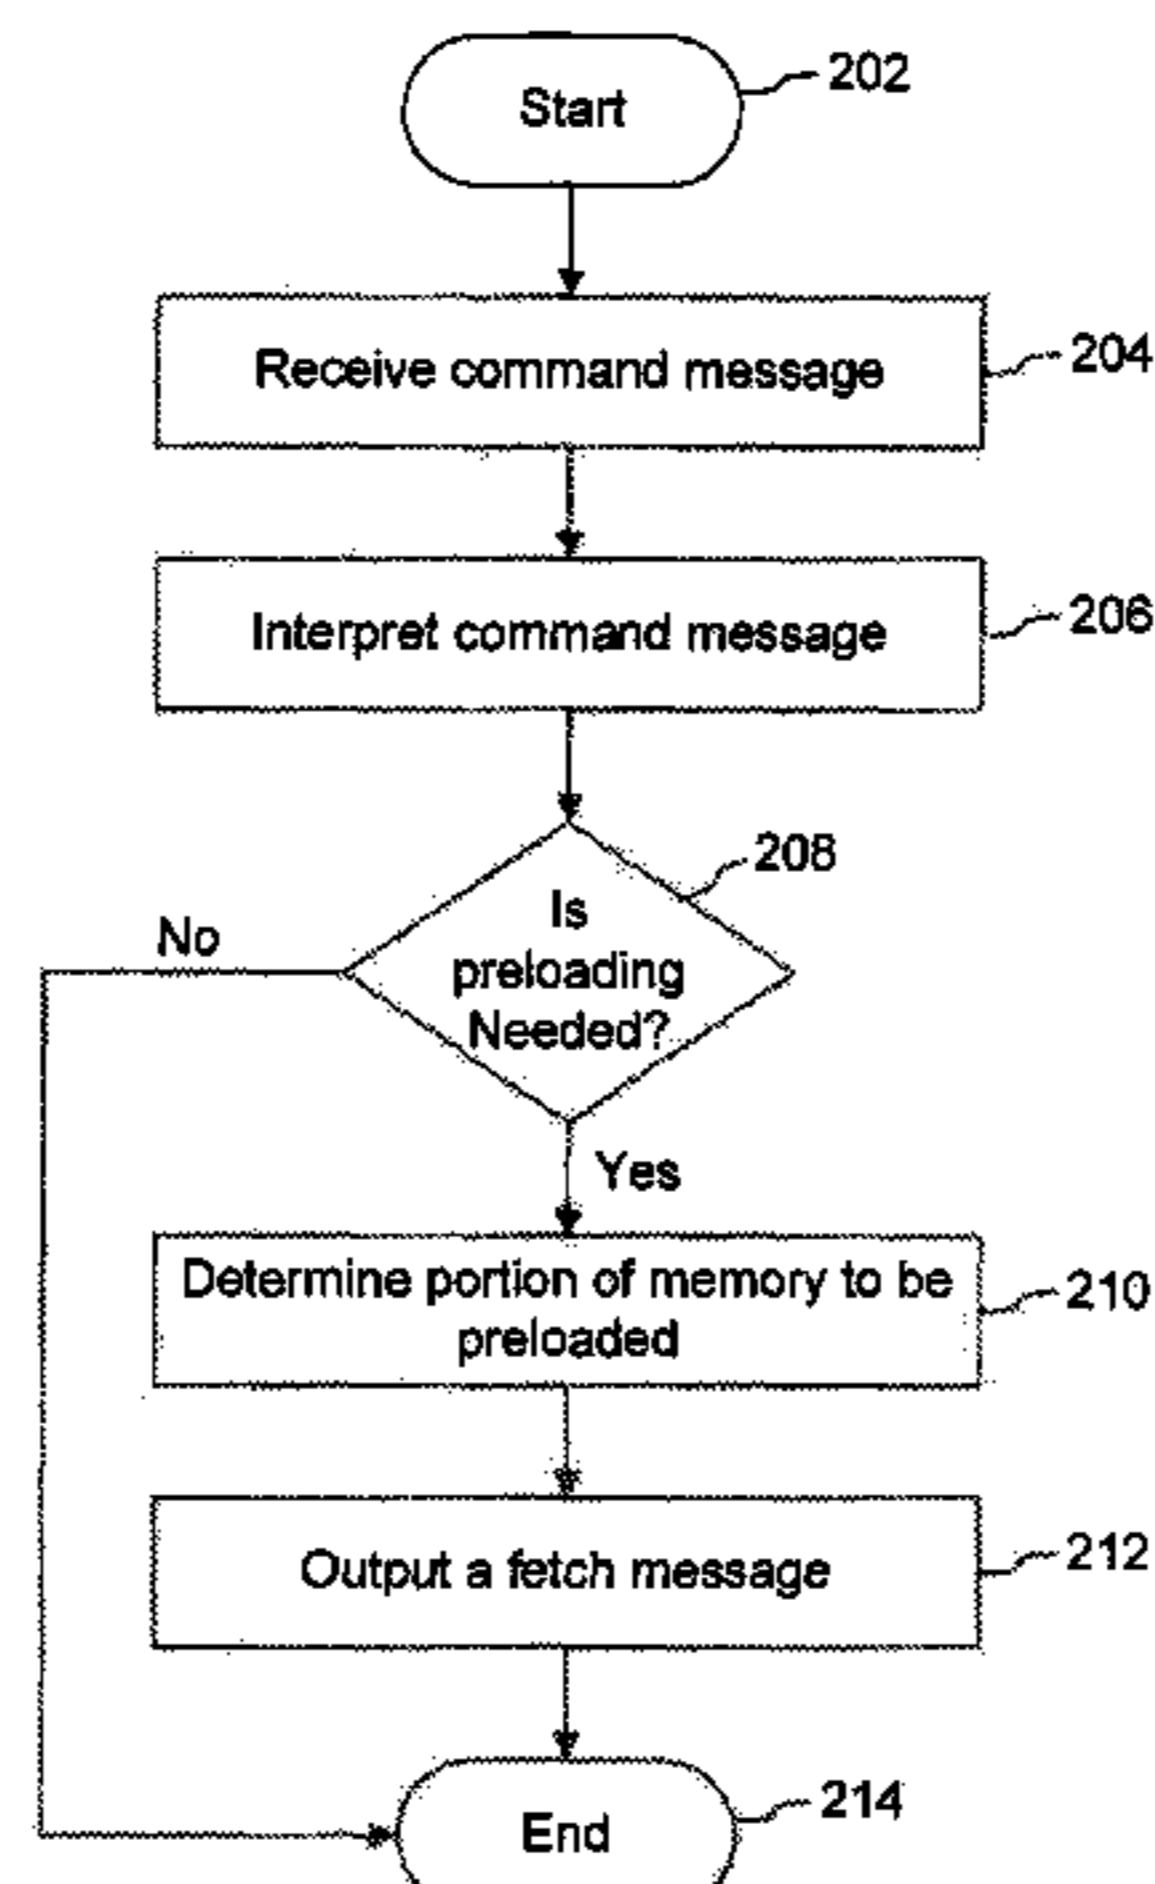 Start
202
Receive command message
204
Interpret command message
206
208
Is
preloading
Needed?
No
Yes
Determine portion of memory to be
preloaded
210
Output a fetch message
212
End
214